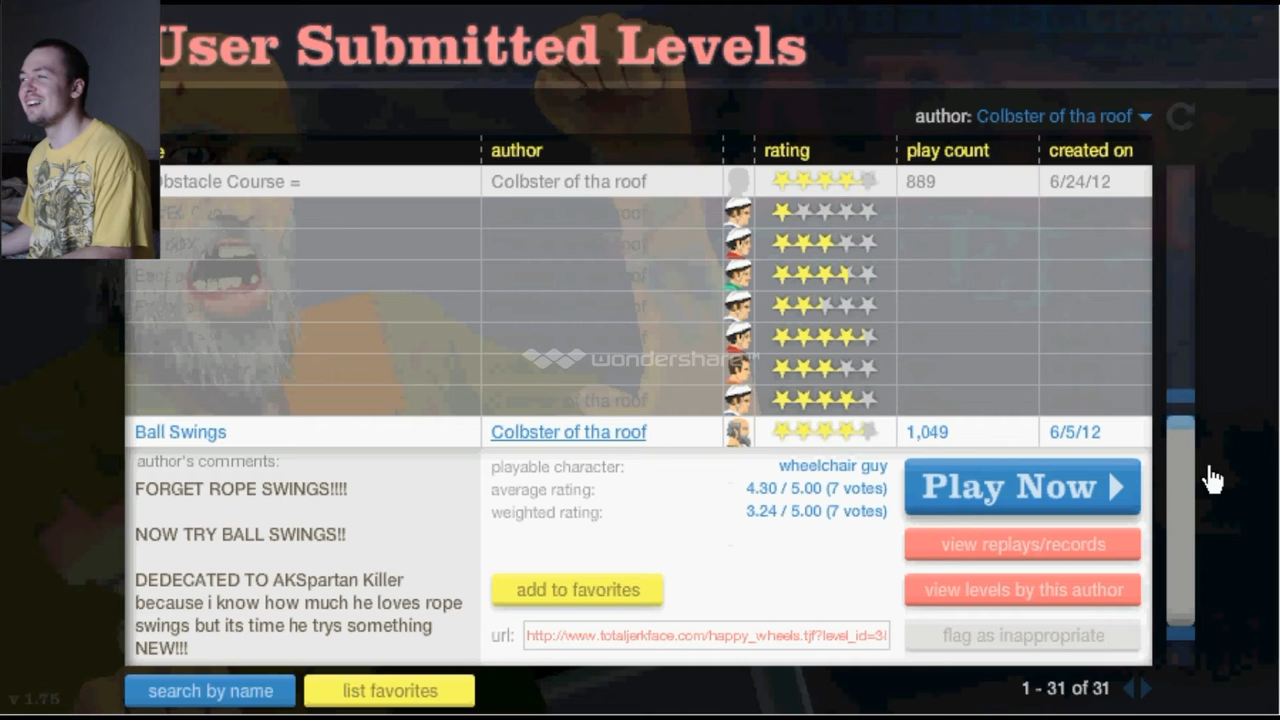 User Submitted Levels
author: Colbster of tha roof
author rating play count created on
Obstacle Course = Colbster of tha roof 889 6/24/12
wondershare™
of tha roof
Ball Swings Colbster of tha roof 1,049 6/5/12
author's comments:
FORGET ROPE SWINGS!!!!
NOW TRY BALL SWINGS!!
DEDECATED TO AKSpartan Killer
because i know how much he loves rope
swings but its time he trys something
NEW!!!
playable character: wheelchair guy
average rating: 4.30 / 5.00 (7 votes)
weighted rating: 3.24 / 5.00 (7 votes)
add to favorites
url: http://www.totaljerkface.com/happy_wheels.tjf?level_id=3
Play Now
view replays/records
view levels by this author
flag as inappropriate
v 1.75
search by name
list favorites
1 - 31 of 31